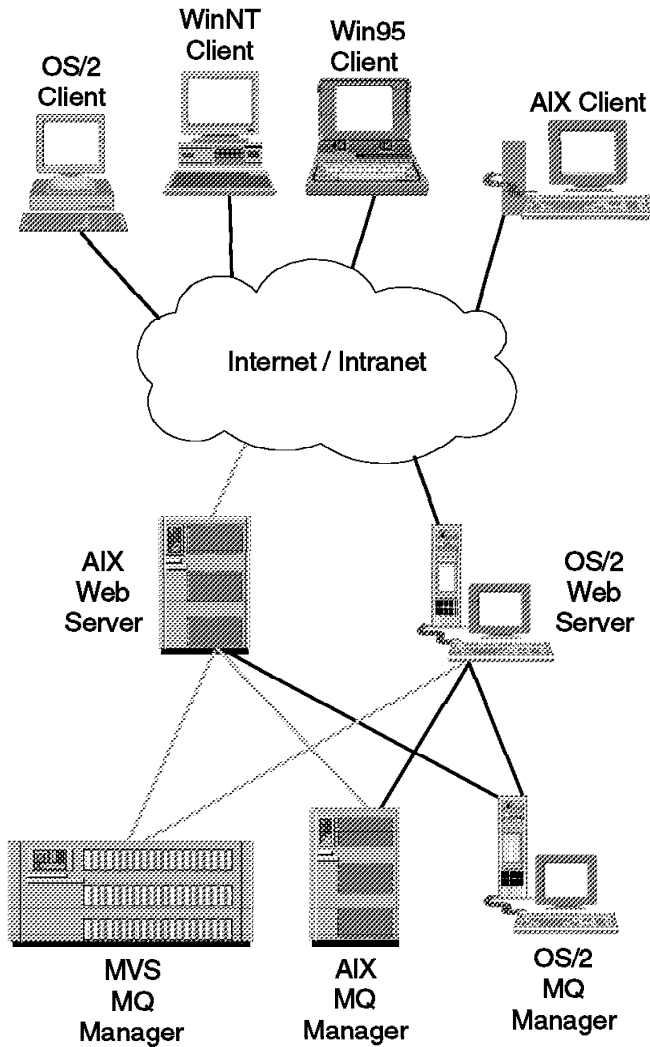 WinNT
Client
Win95
Client
OS/2
Client
AIX Client
Internet / Intranet
AIX
Web
Server
OS/2
Web
Server
MVS
MQ
Manager
AIX
MQ
Manager
OS/2
MQ
Manager